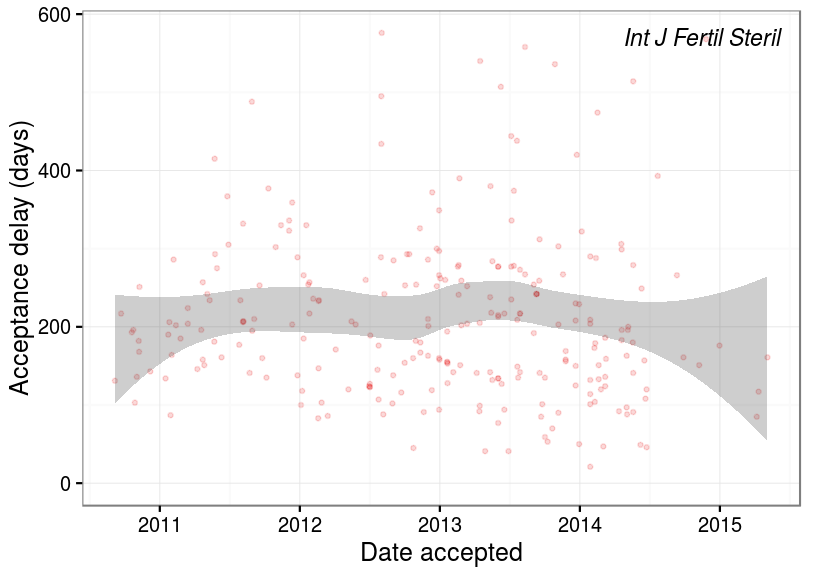 Int J Fertil Steril
Acceptance delay (days)
600
400
200
0
2011 2012 2013 2014 2015
Date accepted